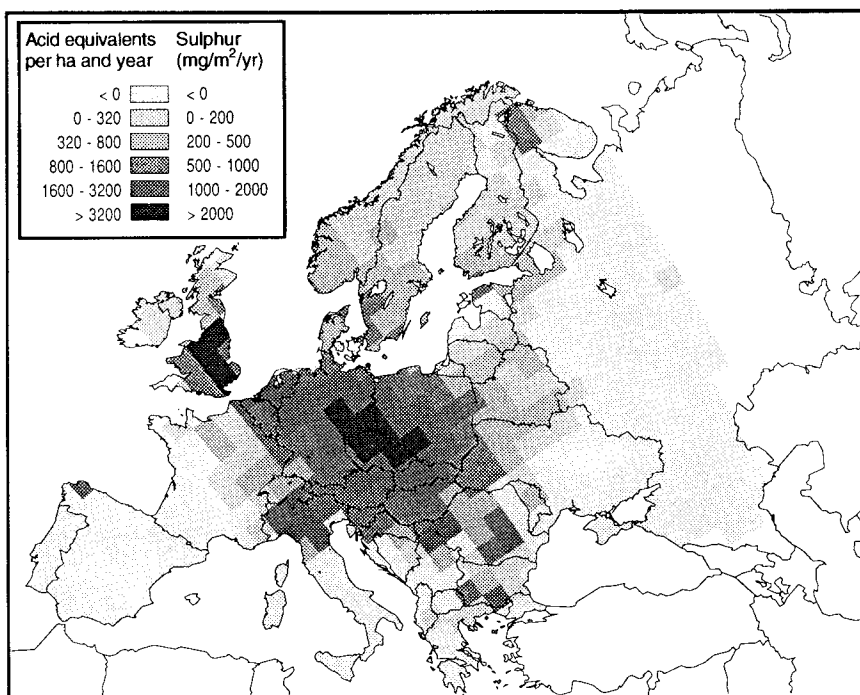 Acid equivalents Sulphur
per ha and year (mg/m²/yr)
< 0 < 0
0 - 320 0 - 200
320 - 800 200 - 500
800 - 1600 500 - 1000
1600 - 3200 1000 - 2000
> 3200 > 2000